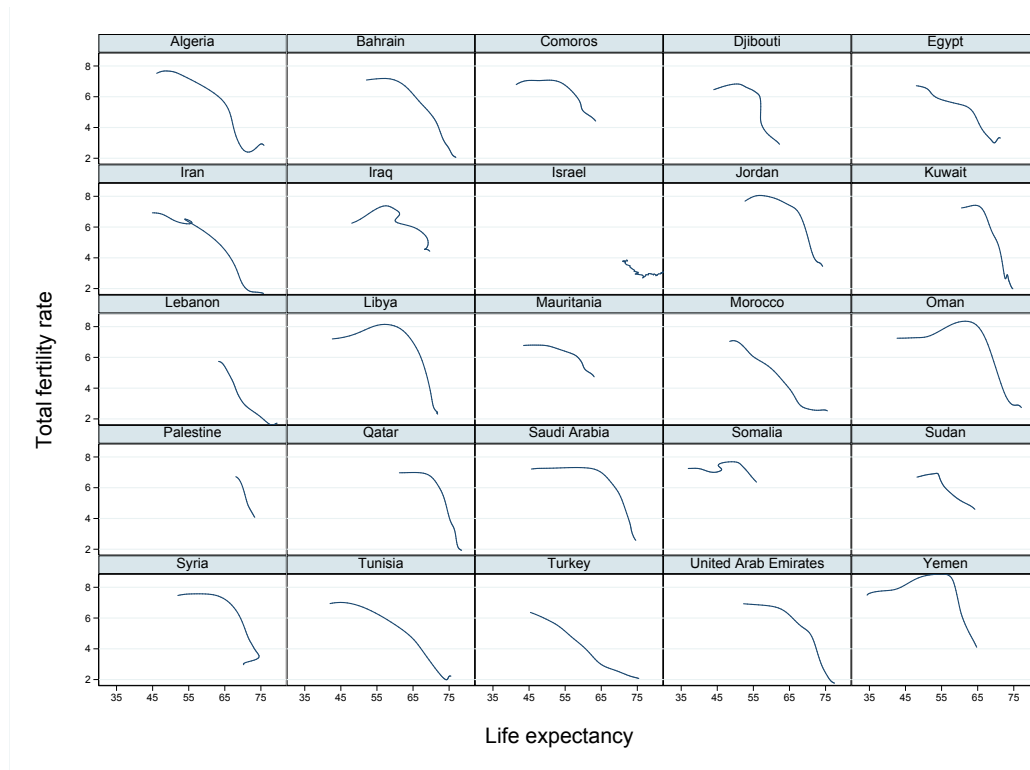 Algeria Bahrain Comoros Djibouti Egypt
8
6
4
2
Iran Iraq Israel Jordan Kuwait
8
6
4
2
Lebanon Libya Mauritania Morocco Oman
8
6
4
2
Palestine Qatar Saudi Arabia Somalia Sudan
8
6
4
2
Syria Tunisia Turkey United Arab Emirates Yemen
8
6
4
2
35 45 55 65 75 35 45 55 65 75 35 45 55 65 75 35 45 55 65 75 35 45 55 65 75
Total fertility rate
Life expectancy